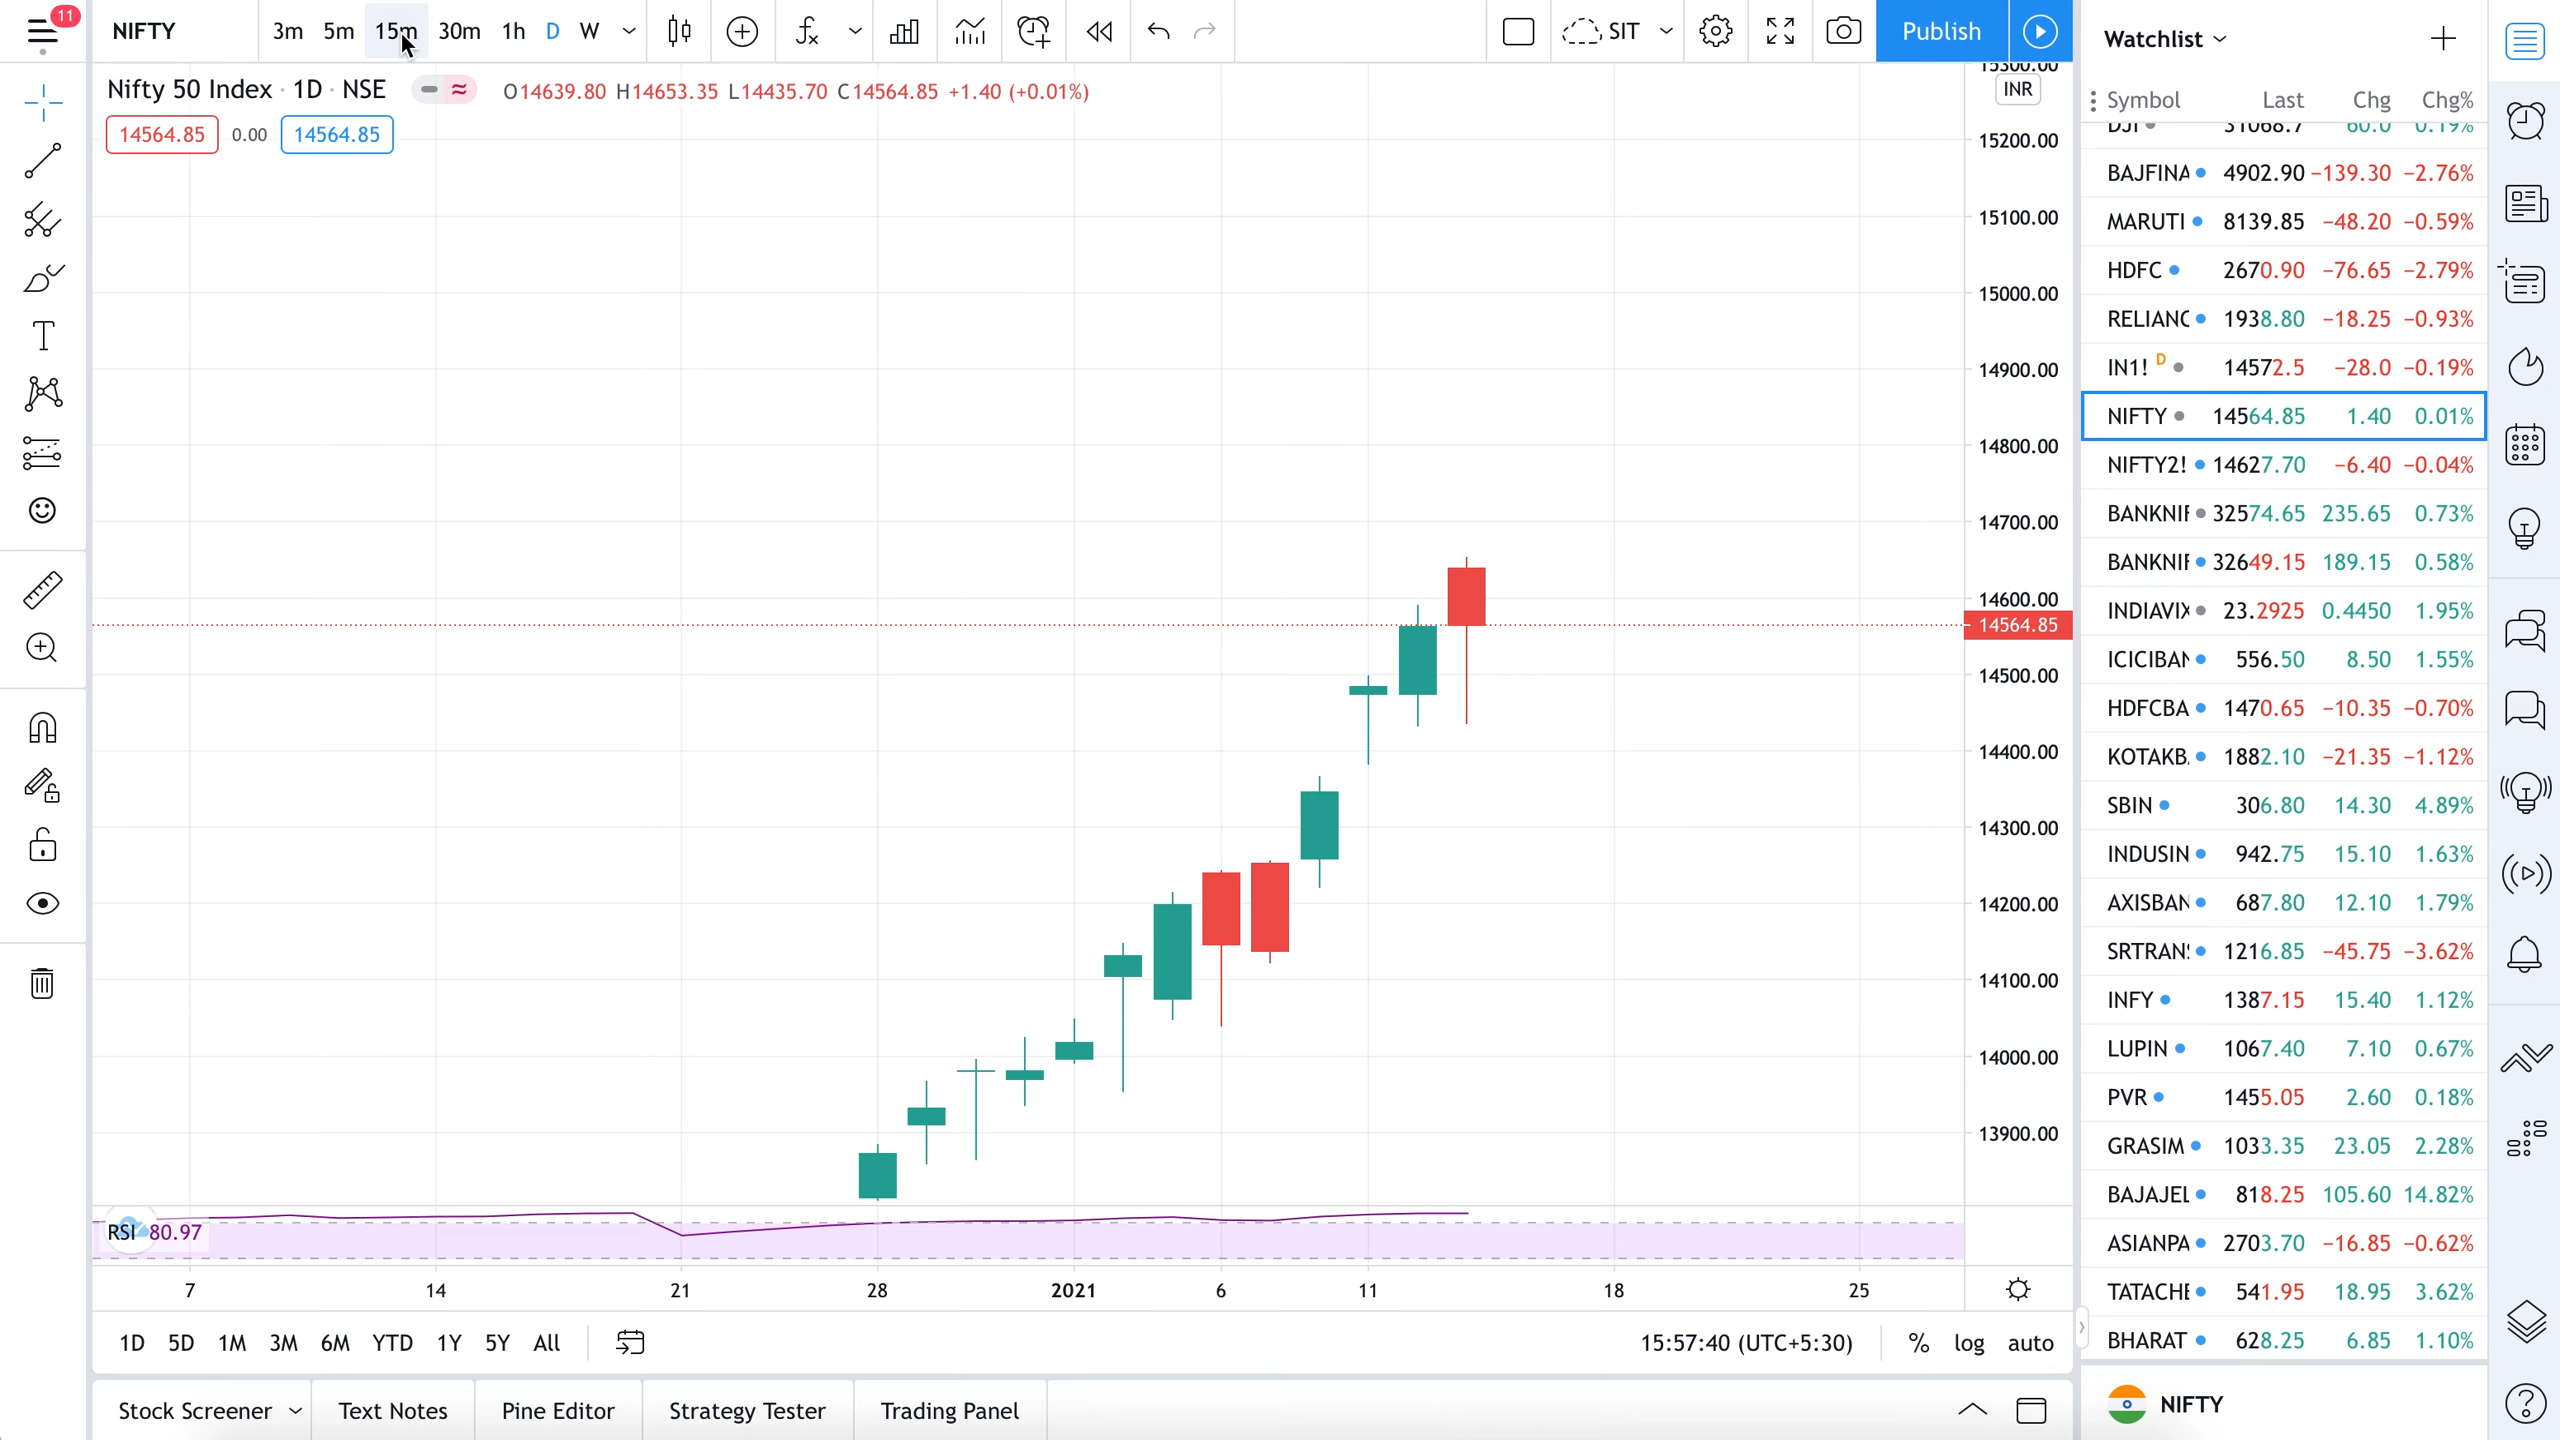 11
NIFTY
3m 5m 15m 30m 1h D W
SIT
Publish
Nifty 50 Index · 1D · NSE
O14639.80 H14653.35 L14435.70 C14564.85 +1.40 (+0.01%)
14564.85 0.00 14564.85
15300.00
INR
15200.00
15100.00
15000.00
14900.00
14800.00
14700.00
14600.00
14564.85
14500.00
14400.00
14300.00
14200.00
14100.00
14000.00
13900.00
RSI 80.97
7 14 21 28 2021 6 11 18 25
1D 5D 1M 3M 6M YTD 1Y 5Y All
15:57:40 (UTC+5:30) % log auto
Stock Screener Text Notes Pine Editor Strategy Tester Trading Panel
Watchlist
Symbol Last Chg Chg%
DJI 31068.7 60.0 0.19%
BAJFINA 4902.90 −139.30 −2.76%
MARUTI 8139.85 −48.20 −0.59%
HDFC 2670.90 −76.65 −2.79%
RELIANC 1938.80 −18.25 −0.93%
IN1! D 14572.5 −28.0 −0.19%
NIFTY 14564.85 1.40 0.01%
NIFTY2! 14627.70 −6.40 −0.04%
BANKNIF 32574.65 235.65 0.73%
BANKNIF 32649.15 189.15 0.58%
INDIAVIX 23.2925 0.4450 1.95%
ICICIBAN 556.50 8.50 1.55%
HDFCBA 1470.65 −10.35 −0.70%
KOTAKB 1882.10 −21.35 −1.12%
SBIN 306.80 14.30 4.89%
INDUSIN 942.75 15.10 1.63%
AXISBAN 687.80 12.10 1.79%
SRTRAN 1216.85 −45.75 −3.62%
INFY 1387.15 15.40 1.12%
LUPIN 1067.40 7.10 0.67%
PVR 1455.05 2.60 0.18%
GRASIM 1033.35 23.05 2.28%
BAJAJEL 818.25 105.60 14.82%
ASIANPA 2703.70 −16.85 −0.62%
TATACHE 541.95 18.95 3.62%
BHARAT 628.25 6.85 1.10%
NIFTY